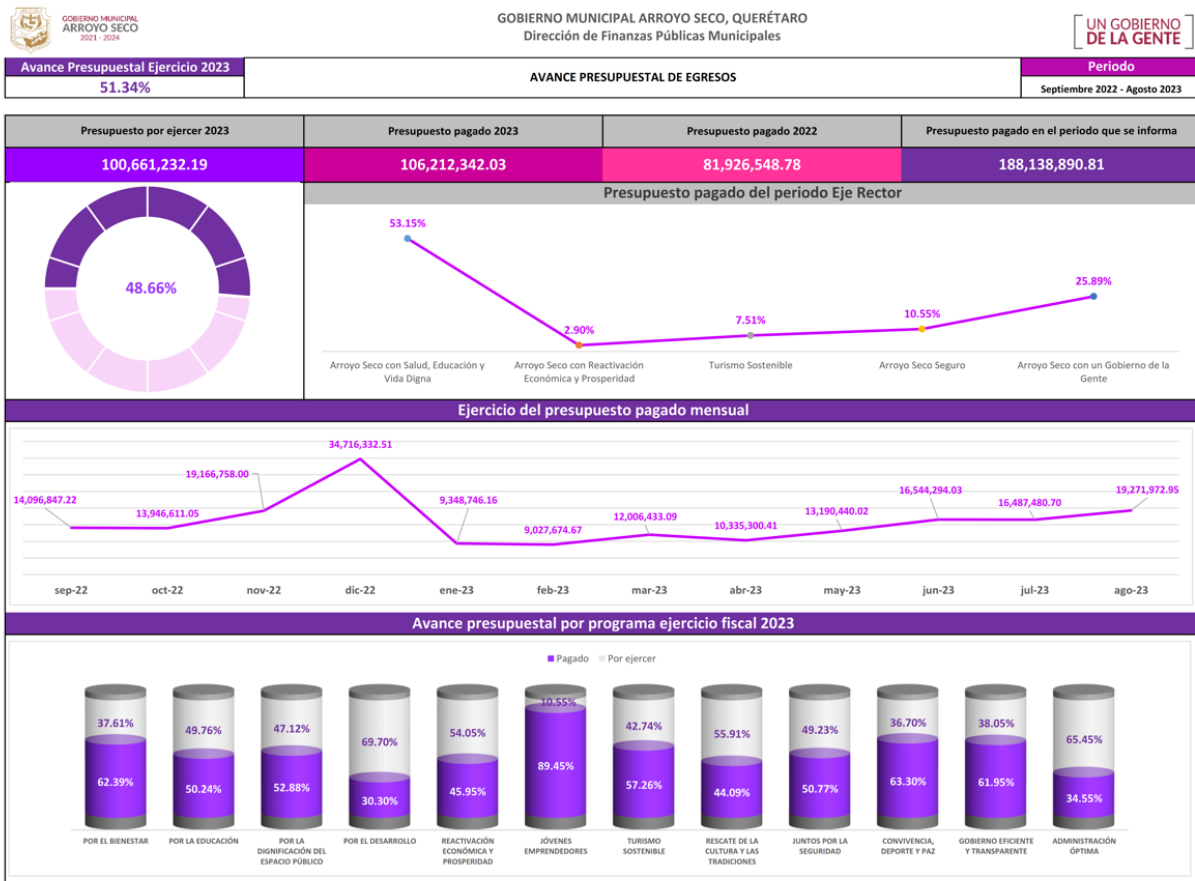 GOBIERNO MUNICIPAL
ARROYO SECO
2021 - 2024
GOBIERNO MUNICIPAL ARROYO SECO, QUERÉTARO
Dirección de Finanzas Públicas Municipales
UN GOBIERNO
DE LA GENTE
Avance Presupuestal Ejercicio 2023
51.34%
AVANCE PRESUPUESTAL DE EGRESOS
Periodo
Septiembre 2022 - Agosto 2023
Presupuesto por ejercer 2023
Presupuesto pagado 2023
Presupuesto pagado 2022
Presupuesto pagado en el periodo que se informa
100,661,232.19
106,212,342.03
81,926,548.78
188,138,890.81
48.66%
Presupuesto pagado del periodo Eje Rector
53.15%
2.90%
7.51%
10.55%
25.89%
Arroyo Seco con Salud, Educación y
Vida Digna
Arroyo Seco con Reactivación
Económica y Prosperidad
Turismo Sostenible
Arroyo Seco Seguro
Arroyo Seco con un Gobierno de la
Gente
Ejercicio del presupuesto pagado mensual
14,096,847.22
13,946,611.05
19,166,758.00
34,716,332.51
9,348,746.16
9,027,674.67
12,006,433.09
10,335,300.41
13,190,440.02
16,544,294.03
16,487,480.70
19,271,972.95
sep-22
oct-22
nov-22
dic-22
ene-23
feb-23
mar-23
abr-23
may-23
jun-23
jul-23
ago-23
Avance presupuestal por programa ejercicio fiscal 2023
Pagado
Por ejercer
37.61%
49.76%
47.12%
69.70%
54.05%
10.55%
42.74%
55.91%
49.23%
36.70%
38.05%
65.45%
62.39%
50.24%
52.88%
30.30%
45.95%
89.45%
57.26%
44.09%
50.77%
63.30%
61.95%
34.55%
POR EL BIENESTAR
POR LA EDUCACIÓN
POR LA
DIGNIFICACIÓN DEL
ESPACIO PÚBLICO
POR EL DESARROLLO
REACTIVACIÓN
ECONÓMICA Y
PROSPERIDAD
JÓVENES
EMPRENDEDORES
TURISMO
SOSTENIBLE
RESCATE DE LA
CULTURA Y LAS
TRADICIONES
JUNTOS POR LA
SEGURIDAD
CONVIVENCIA,
DEPORTE Y PAZ
GOBIERNO EFICIENTE
Y TRANSPARENTE
ADMINISTRACIÓN
ÓPTIMA